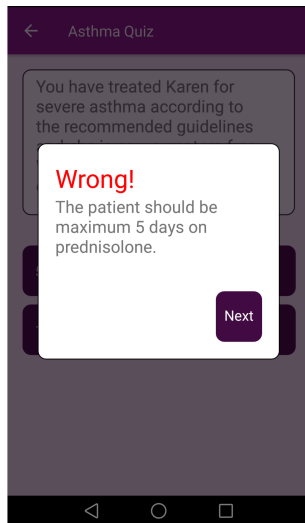 Asthma Quiz
You have treated Karen for
severe asthma according to
the recommended guidelines
Wrong!
The patient should be
maximum 5 days on
prednisolone.
Next